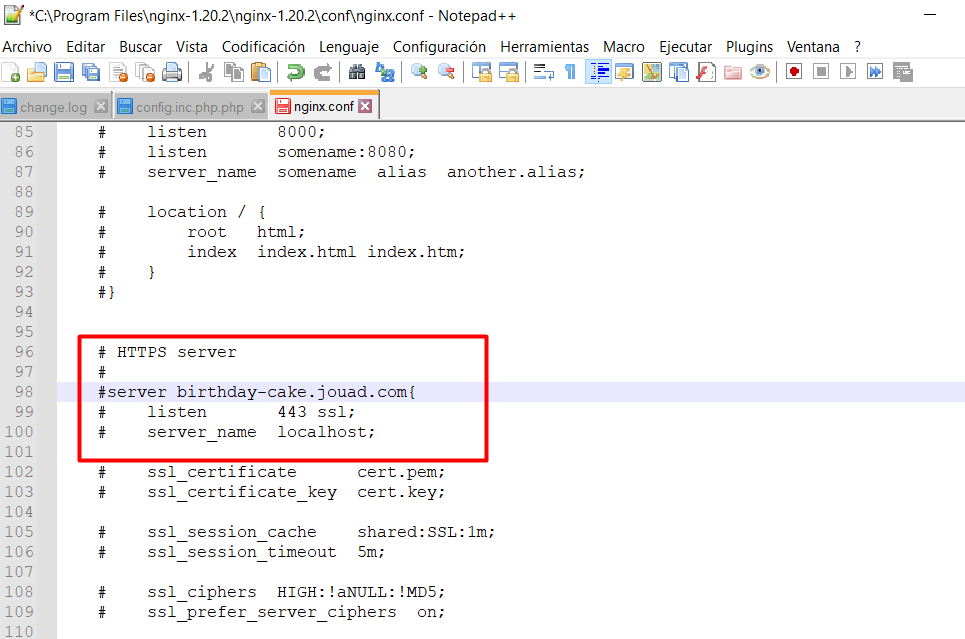 *C:\Program Files\nginx-1.20.2\nginx-1.20.2\conf\nginx.conf - Notepad++
Archivo Editar Buscar Vista Codificación Lenguaje Configuración Herramientas Macro Ejecutar Plugins Ventana ?
change.log config.inc.php.php nginx.conf
85 # listen 8000;
86 # listen somename:8080;
87 # server_name somename alias another.alias;
88
89 # location / {
90 # root html;
91 # index index.html index.htm;
92 # }
93 #}
94
95
96 # HTTPS server
97 #
98 #server birthday-cake.jouad.com{
99 # listen 443 ssl;
100 # server_name localhost;
101
102 # ssl_certificate cert.pem;
103 # ssl_certificate_key cert.key;
104
105 # ssl_session_cache shared:SSL:1m;
106 # ssl_session_timeout 5m;
107
108 # ssl_ciphers HIGH:!aNULL:!MD5;
109 # ssl_prefer_server_ciphers on;
110